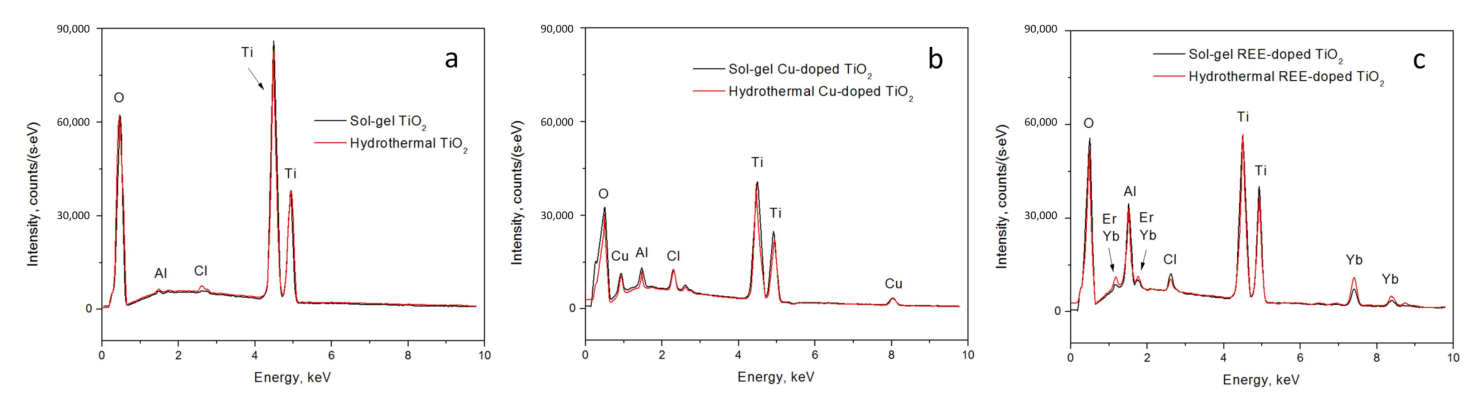 90,000
60,000
30,000
0
Intensity, counts/(s·eV)
a
O
Ti
Ti
Al
Cl
Sol-gel TiO₂
Hydrothermal TiO₂
0
2
4
6
8
10
Energy, keV
90,000
60,000
30,000
0
Intensity, counts/(s·eV)
b
Sol-gel Cu-doped TiO₂
Hydrothermal Cu-doped TiO₂
O
Cu
Al
Cl
Ti
Ti
Cu
0
2
4
6
8
10
Energy, keV
90,000
60,000
30,000
0
Intensity, counts/(s·eV)
c
Sol-gel REE-doped TiO₂
Hydrothermal REE-doped TiO₂
O
Er
Yb
Al
Er
Yb
Cl
Ti
Ti
Yb
Yb
0
2
4
6
8
10
Energy, keV